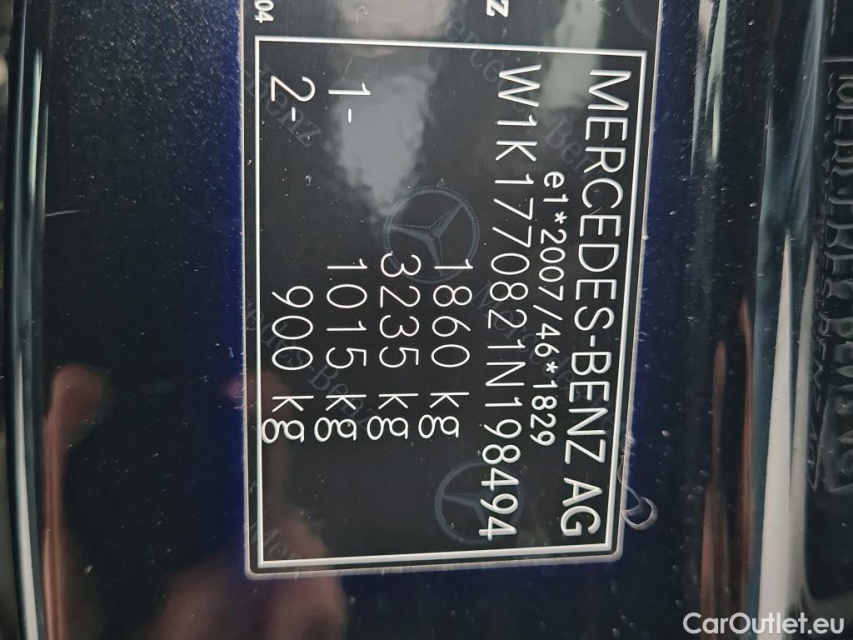 MERCEDES-BENZ AG
e1*2007/46*1829
W1K1770821N198494
1860 kg
3235 kg
1- 1015 kg
2- 900 kg
CarOutlet.eu